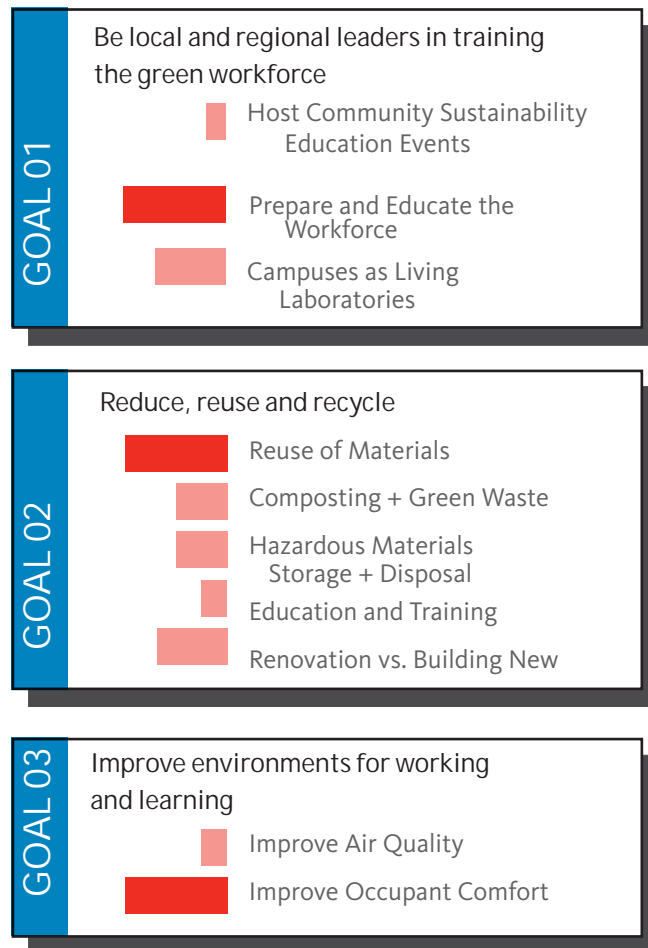 GOAL 01
Be local and regional leaders in training
the green workforce
Host Community Sustainability
Education Events
Prepare and Educate the
Workforce
Campuses as Living
Laboratories
GOAL 02
Reduce, reuse and recycle
Reuse of Materials
Composting + Green Waste
Hazardous Materials
Storage + Disposal
Education and Training
Renovation vs. Building New
GOAL 03
Improve environments for working
and learning
Improve Air Quality
Improve Occupant Comfort